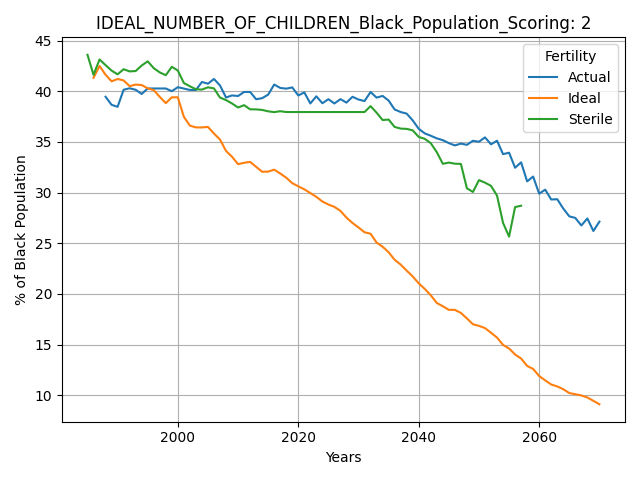 IDEAL_NUMBER_OF_CHILDREN_Black_Population_Scoring: 2
45
40
35
30
25
20
15
10
% of Black Population
Fertility
Actual
Ideal
Sterile
2000
2020
2040
2060
Years